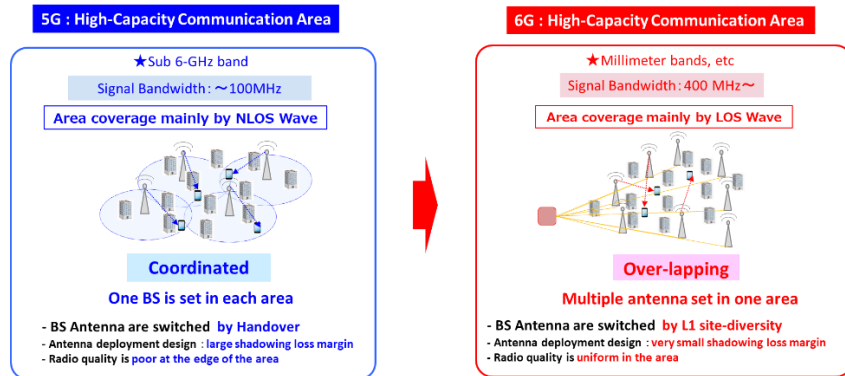 5G : High-Capacity Communication Area
★Sub 6-GHz band
Signal Bandwidth: ～100MHz
Area coverage mainly by NLOS Wave
Coordinated
One BS is set in each area
- BS Antenna are switched by Handover
- Antenna deployment design : large shadowing loss margin
- Radio quality is poor at the edge of the area
6G : High-Capacity Communication Area
★Millimeter bands, etc
Signal Bandwidth: 400 MHz～
Area coverage mainly by LOS Wave
Over-lapping
Multiple antenna set in one area
- BS Antenna are switched by L1 site-diversity
- Antenna deployment design : very small shadowing loss margin
- Radio quality is uniform in the area